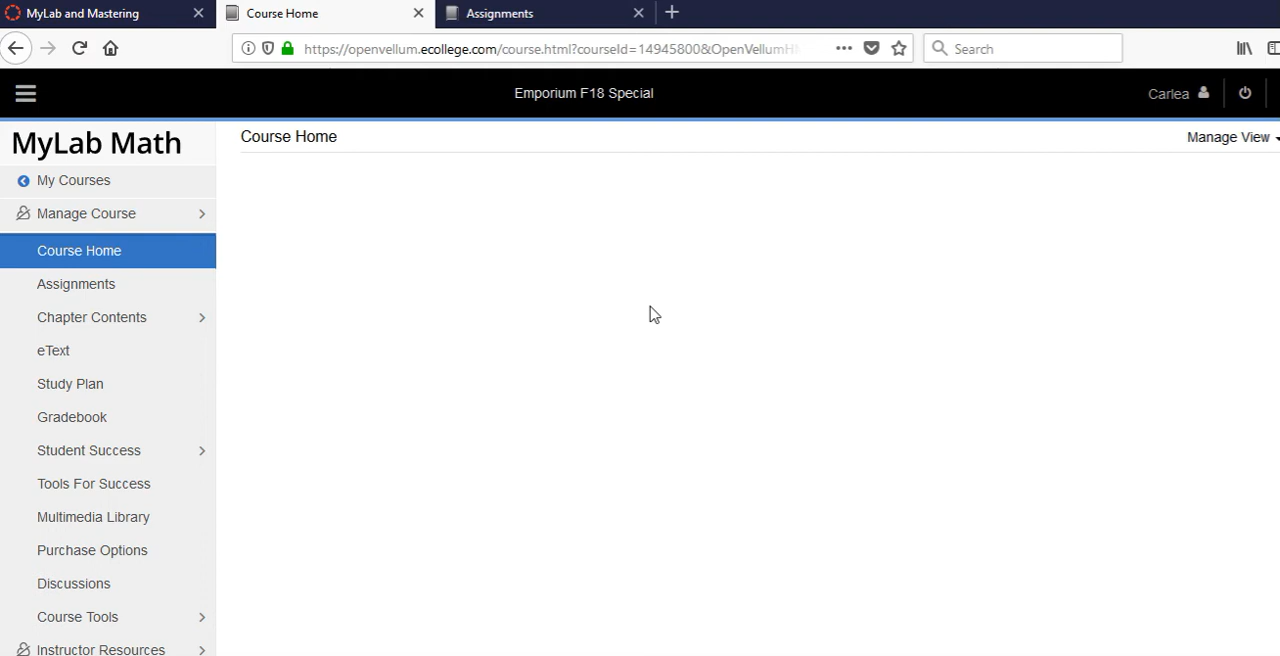 MyLab and Mastering
Course Home
Assignments
https://openvellum.ecollege.com/course.html?courseId=14945800&OpenVellumH
Search
Emporium F18 Special
Carlea
MyLab Math
Course Home
Manage View
My Courses
Manage Course
Course Home
Assignments
Chapter Contents
eText
Study Plan
Gradebook
Student Success
Tools For Success
Multimedia Library
Purchase Options
Discussions
Course Tools
Instructor Resources